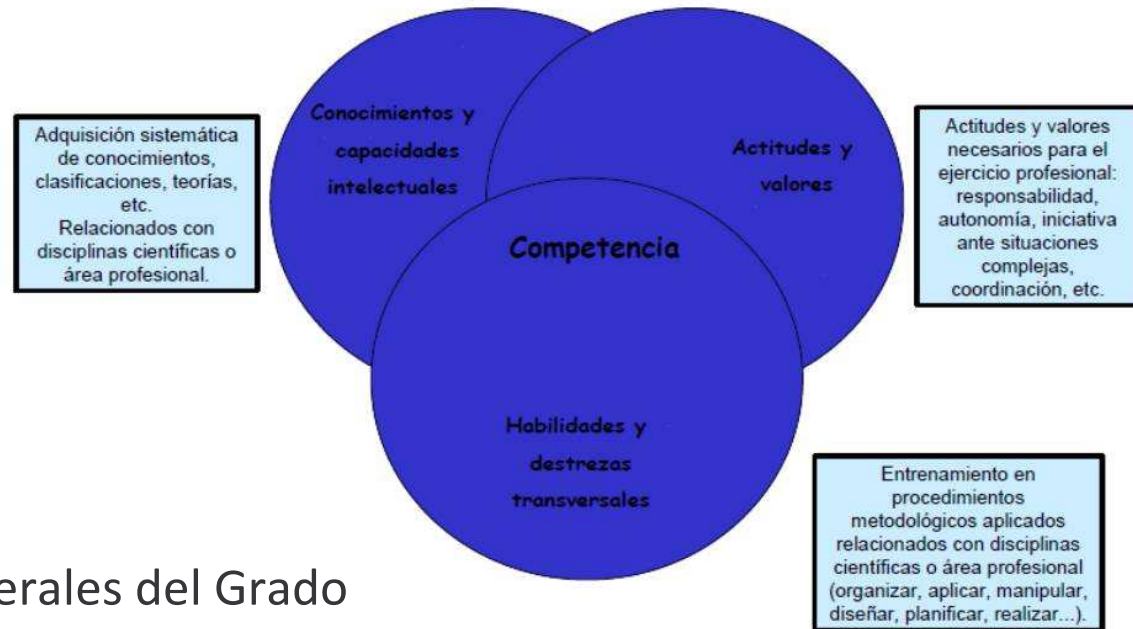 Conocimientos y
capacidades
intelectuales
Actitudes y
valores
Competencia
Habilidades y
destrezas
transversales
Adquisición sistemática
de conocimientos,
clasificaciones, teorías,
etc.
Relacionados con
disciplinas científicas o
área profesional.
Actitudes y valores
necesarios para el
ejercicio profesional:
responsabilidad,
autonomía, iniciativa
ante situaciones
complejas,
coordinación, etc.
Entrenamiento en
procedimientos
metodológicos aplicados
relacionados con disciplinas
científicas o área profesional
(organizar, aplicar, manipular,
diseñar, planificar, realizar...).
erales del Grado